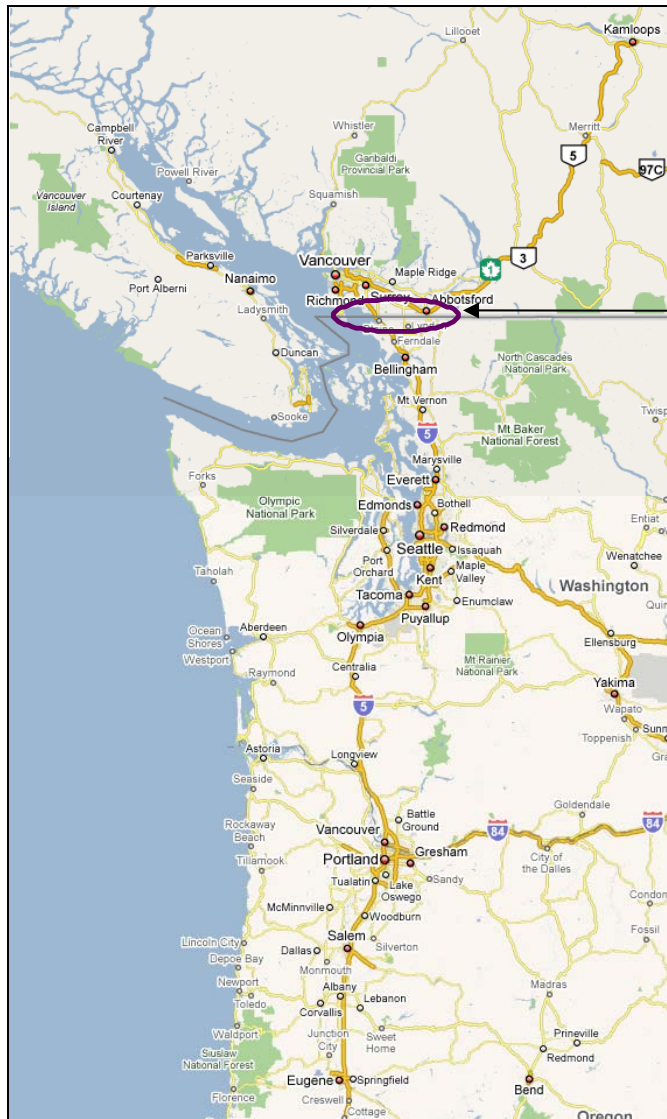 Kamloops
Lillooet
Campbell
River
Whistler
Merritt
Garibaldi
Provincial Park
5
97C
Powell River
Vancouver
Island
Courtenay
Squamish
3
1
Parksville
Port Alberni
Nanaimo
Vancouver
Maple Ridge
Surrey
Abbotsford
Richmond
Ladysmith
Blaine
Ferndale
Duncan
Bellingham
North Cascades
National Park
Sooke
Mt Vernon
Twisp
5
Mt Baker
National Forest
Marysville
Forks
Everett
Olympic
National Park
Edmonds
Bothell
Silverdale
Redmond
Entiat
Seattle
Issaquah
Port
Orchard
Wenatchee
Kent
Maple
Valley
Taholah
Washington
Tacoma
Enumclaw
Puyallup
Quin
Ocean
Shores
Aberdeen
Olympia
Ellensburg
Westport
Centralia
Mt Rainier
National Park
Raymond
Yakima
5
Wapato
Toppenish
Sunn
Gra
Astoria
Longview
Seaside
Goldendale
Battle
Ground
84
84
Rockaway
Beach
Vancouver
Portland
Gresham
City of
the Dalles
Tillamook
Tualatin
Lake
Oswego
Sandy
McMinnville
Woodburn
Condon
Salem
Fossil
Lincoln City
Dallas
Silverton
Depoe Bay
Monmouth
Newport
Albany
Madras
Toledo
Lebanon
Corvallis
Waldport
Junction
City
Sweet
Home
Prineville
Siuslaw
National Forest
Redmond
Eugene
Springfield
Bend
Florence
Creswell
Cottage
Oregon